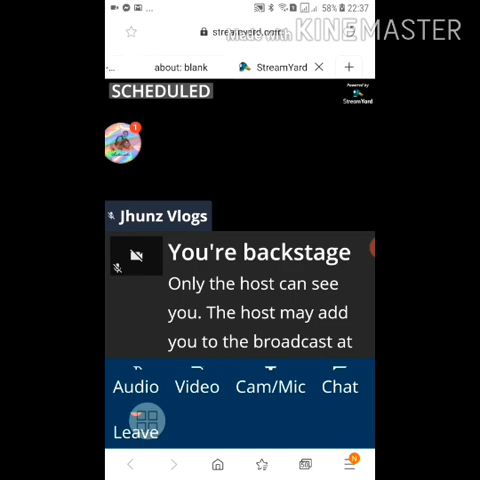 58% 22:37
streamyard.com
Made with KINEMASTER
about: blank
StreamYard
SCHEDULED
Powered by
StreamYard
1
Jhunz Vlogs
You're backstage
Only the host can see
you. The host may add
you to the broadcast at
Audio Video Cam/Mic Chat
Leave
N